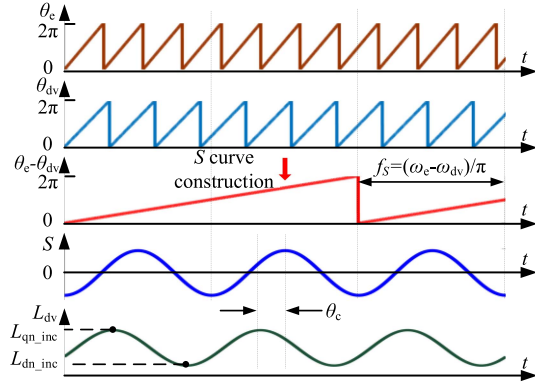 θe
2π
0
t
θdv
2π
0
t
θe-θdv
2π
0
S curve
construction
fS=(ωe-ωdv)/π
t
S
0
t
θc
Ldv
Lqn_inc
Ldn_inc
t